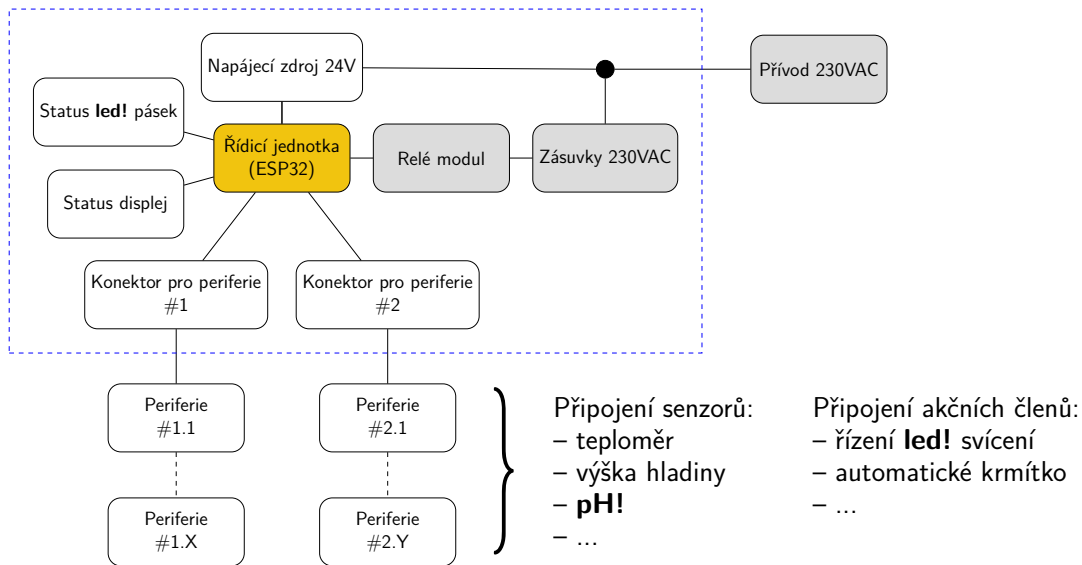 Napájecí zdroj 24V
Přívod 230VAC
Status led! pásek
Řídicí jednotka
(ESP32)
Relé modul
Zásuvky 230VAC
Status displej
Konektor pro periferie
#1
Konektor pro periferie
#2
Periferie
#1.1
Periferie
#2.1
Periferie
#1.X
Periferie
#2.Y
Připojení senzorů:
– teploměr
– výška hladiny
– pH!
– ...
Připojení akčních členů:
– řízení led! svícení
– automatické krmítko
– ...